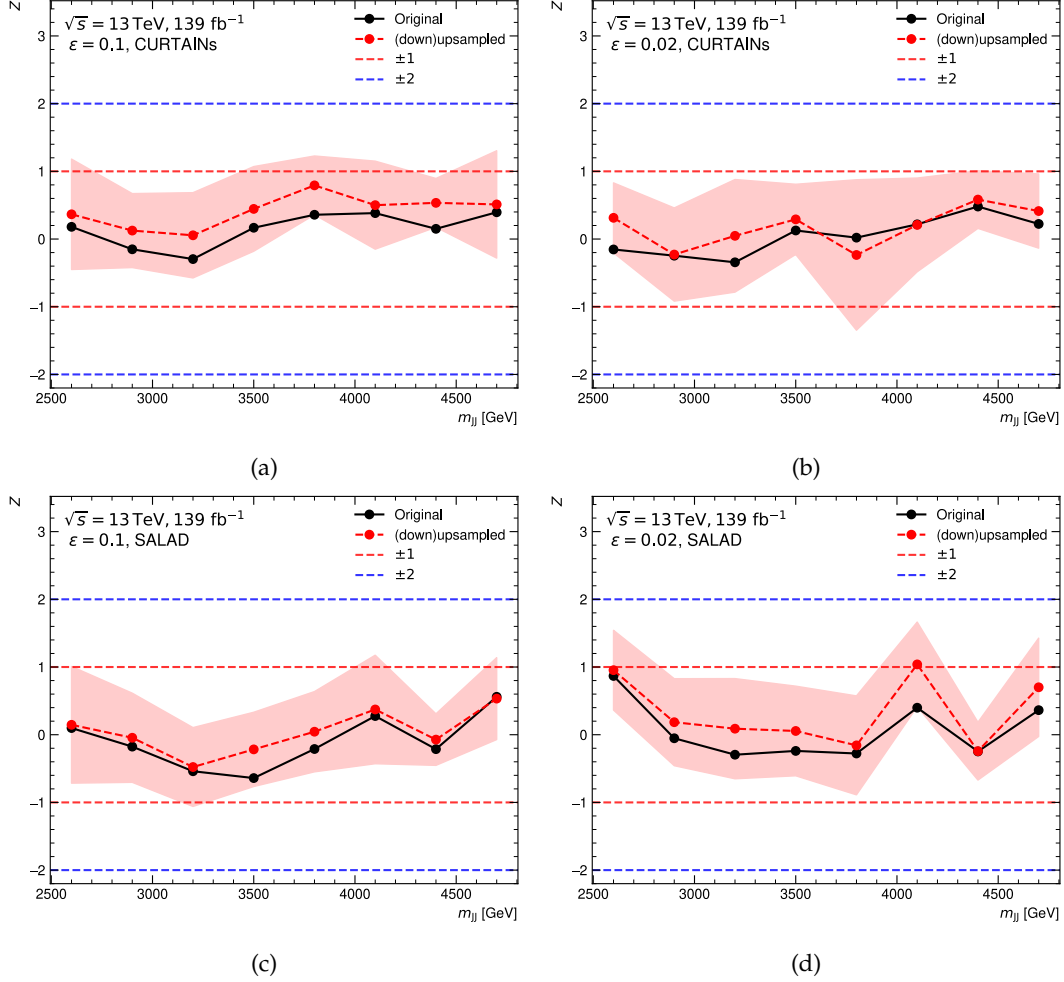 Z
√s = 13 TeV, 139 fb⁻¹
ε = 0.1, CURTAINs
Original
(down)upsampled
±1
±2
3
2
1
0
−1
−2
2500 3000 3500 4000 4500
m_JJ [GeV]
(a)
Z
√s = 13 TeV, 139 fb⁻¹
ε = 0.02, CURTAINs
Original
(down)upsampled
±1
±2
3
2
1
0
−1
−2
2500 3000 3500 4000 4500
m_JJ [GeV]
(b)
Z
√s = 13 TeV, 139 fb⁻¹
ε = 0.1, SALAD
Original
(down)upsampled
±1
±2
3
2
1
0
−1
−2
2500 3000 3500 4000 4500
m_JJ [GeV]
(c)
Z
√s = 13 TeV, 139 fb⁻¹
ε = 0.02, SALAD
Original
(down)upsampled
±1
±2
3
2
1
0
−1
−2
2500 3000 3500 4000 4500
m_JJ [GeV]
(d)